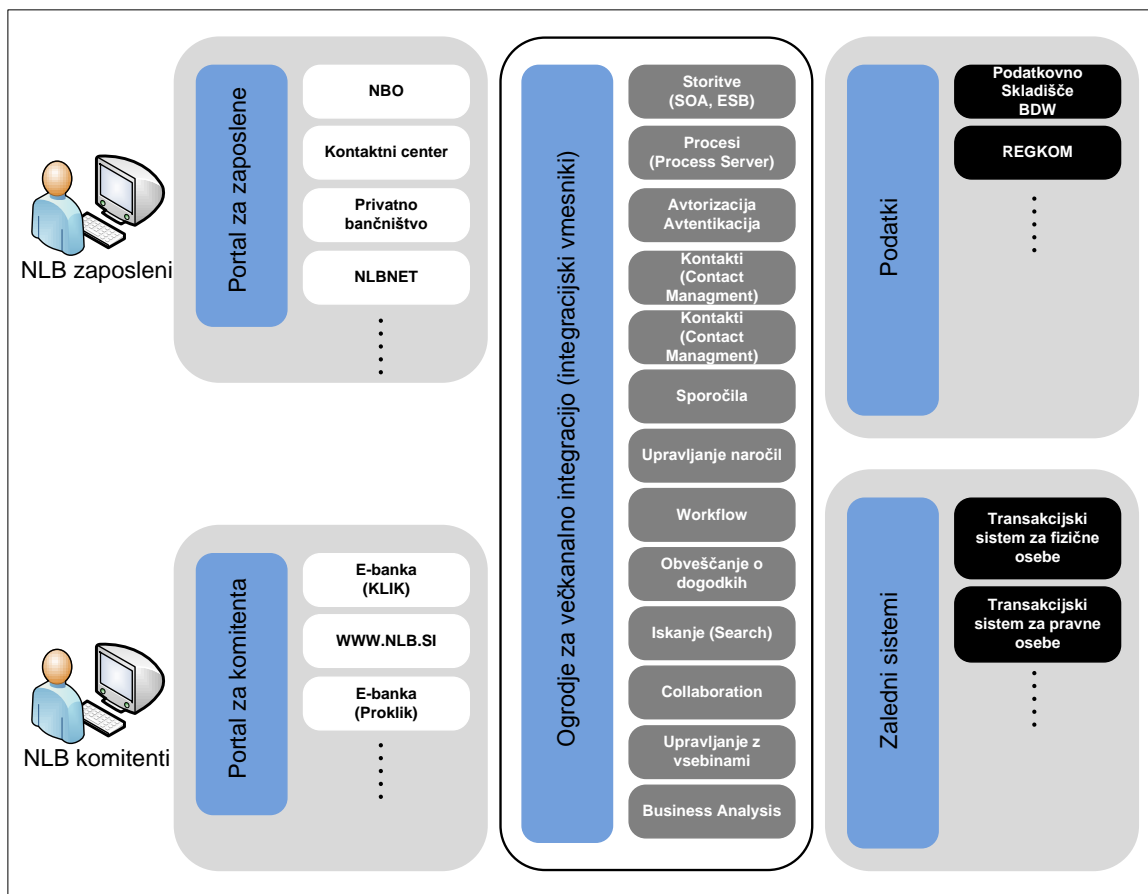 NLB zaposleni
Portal za zaposlene
NBO
Kontaktni center
Privatno
bančništvo
NLBNET
NLB komitenti
Portal za komitenta
E-banka
(KLIK)
WWW.NLB.SI
E-banka
(Proklik)
Ogrodje za večkanalno integracijo (integracijski vmesniki)
Storitve
(SOA, ESB)
Procesi
(Process Server)
Avtorizacija
Avtentikacija
Kontakti
(Contact
Managment)
Kontakti
(Contact
Managment)
Sporočila
Upravljanje naročil
Workflow
Obveščanje o
dogodkih
Iskanje (Search)
Collaboration
Upravljanje z
vsebinami
Business Analysis
Podatki
Podatkovno
Skladišče
BDW
REGKOM
Zaledni sistemi
Transakcijski
sistem za fizične
osebe
Transakcijski
sistem za pravne
osebe